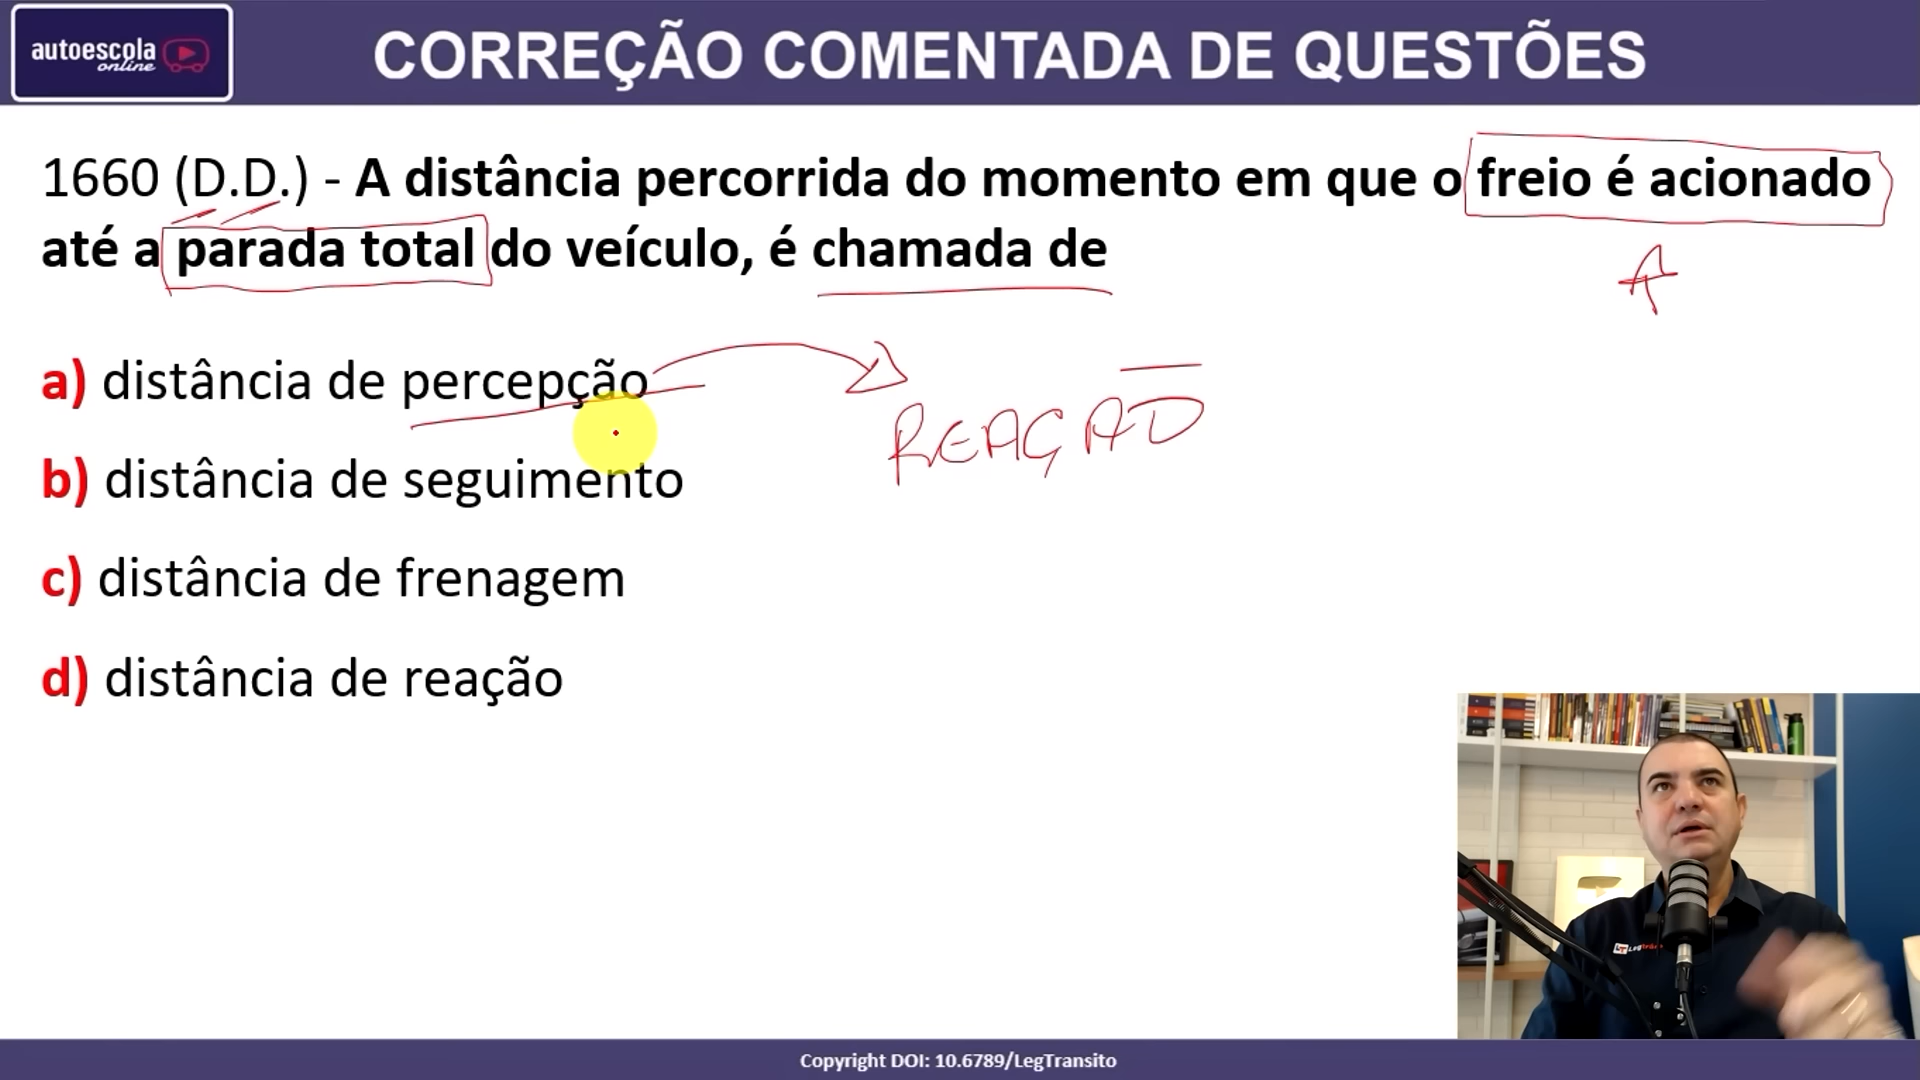 autoescola
online
CORREÇÃO COMENTADA DE QUESTÕES
1660 (D.D.) - A distância percorrida do momento em que o freio é acionado
até a parada total do veículo, é chamada de
A
a) distância de percepção
REAÇÃO
b) distância de seguimento
c) distância de frenagem
d) distância de reação
Copyright DOI: 10.6789/LegTransito